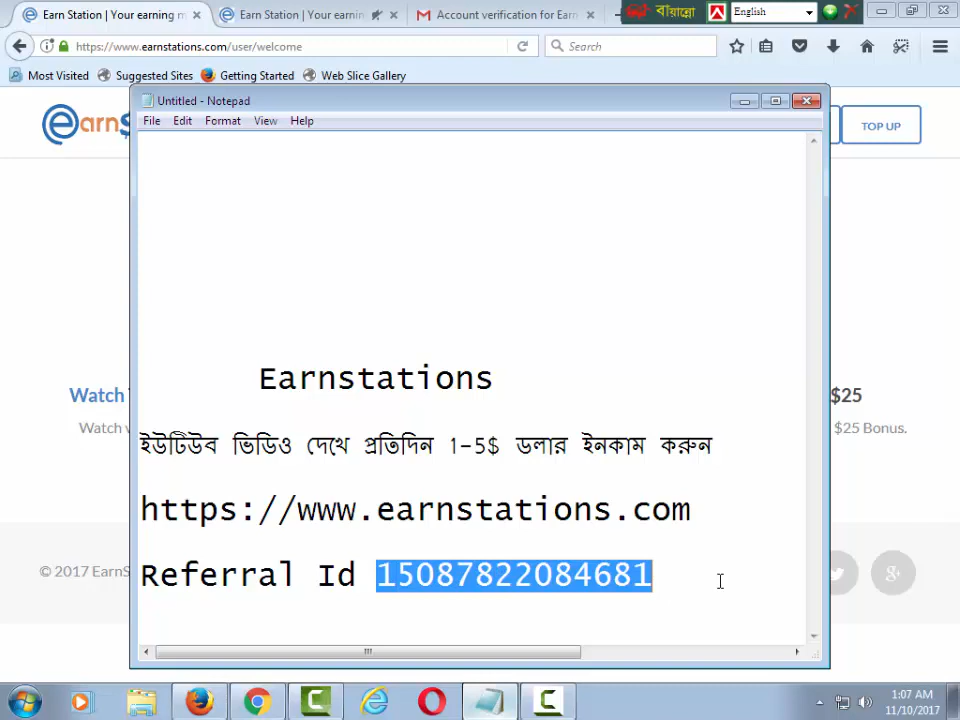 Earn Station | Your earning m
Earn Station | Your earnin
Account verification for Earn
বায়ান্নো
English
https://www.earnstations.com/user/welcome
Search
Most Visited
Suggested Sites
Getting Started
Web Slice Gallery
Untitled - Notepad
File Edit Format View Help
earn
TOP UP
Earnstations
Watch
$25
Watch
$25 Bonus.
ইউটিউব ভিডিও দেখে প্রতিদিন 1-5$ ডলার ইনকাম করুন
https://www.earnstations.com
© 2017 EarnS
Referral Id 15087822084681
1:07 AM
11/10/2017